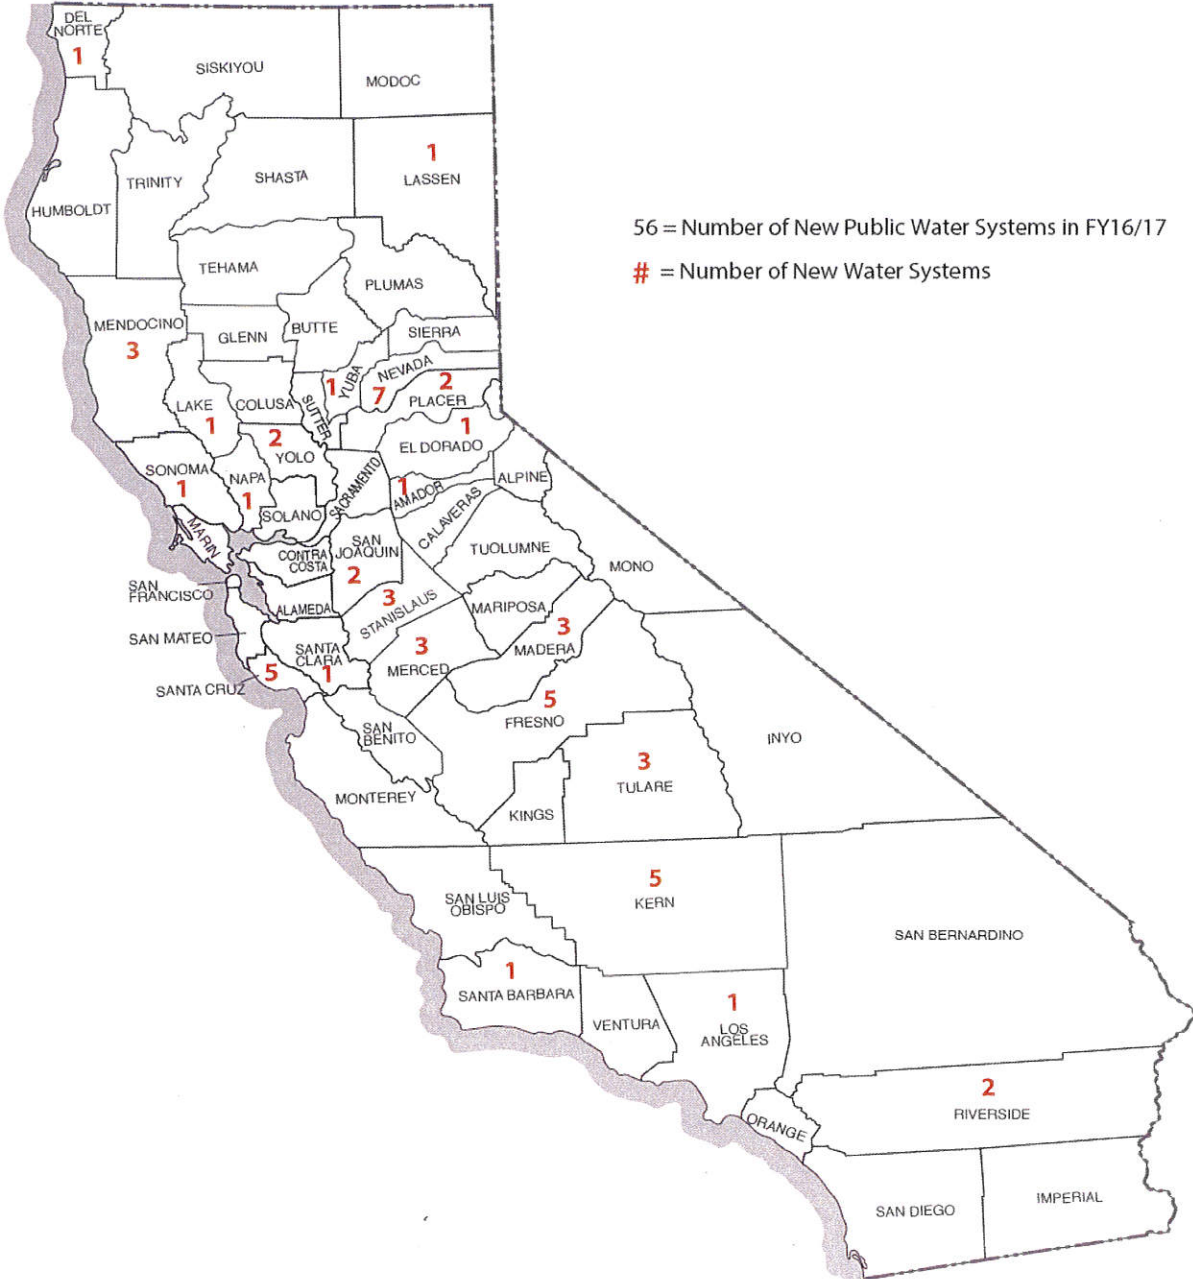 DEL
NORTE
1
SISKIYOU
MODOC
1
LASSEN
SHASTA
TRINITY
HUMBOLDT
56 = Number of New Public Water Systems in FY16/17
# = Number of New Water Systems
TEHAMA
PLUMAS
MENDOCINO
3
GLENN
BUTTE
SIERRA
NEVADA
7
YUBA
1
2
PLACER
SUTTER
COLUSA
LAKE
1
2
YOLO
1
EL DORADO
SONOMA
1
NAPA
1
SOLANO
SACRAMENTO
1
AMADOR
ALPINE
CALAVERAS
MARIN
CONTRA
COSTA
SAN
JOAQUIN
2
TUOLUMNE
MONO
SAN
FRANCISCO
ALAMEDA
3
STANISLAUS
MARIPOSA
SAN MATEO
SANTA
CLARA
1
3
MERCED
3
MADERA
SANTA CRUZ
5
5
FRESNO
SAN
BENITO
INYO
3
TULARE
MONTEREY
KINGS
5
KERN
SAN LUIS
OBISPO
SAN BERNARDINO
1
SANTA BARBARA
VENTURA
1
LOS
ANGELES
2
RIVERSIDE
ORANGE
SAN DIEGO
IMPERIAL